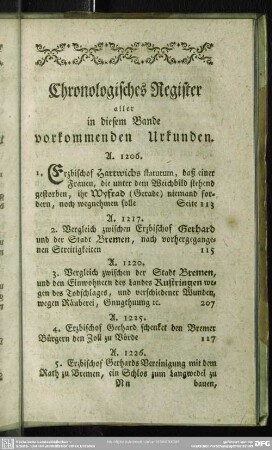 Chronologisches Register
aller
in diesem Bande
vorkommenden Urkunden.
A. 1206.
1. Erzbischof Hartwichs statutum, daß einer
Frauen, die unter dem Weichbild stehend
gestorben, ihr Wyfrad (Gerade) niemand for-
dern, noch wegnehmen solle Seite 113
A. 1217.
2. Vergleich zwischen Erzbischof Gerhard
und der Stadt Bremen, nach vorhergegange-
nen Streitigkeiten 115
A. 1220.
3. Vergleich zwischen der Stadt Bremen,
und den Einwohnern des Landes Rustringen we-
gen des Todschlages, und verschiedener Wunden,
wegen Räuberei, Gnugthuung ꝛc. 207
A. 1225.
4. Erzbischof Gerhard schenket den Bremer
Bürgern den Zoll zu Vörde 117
A. 1226.
5. Erzbischof Gerhards Vereinigung mit dem
Rath zu Bremen, ein Schloß zum Langwedel zu
Nn bauen,